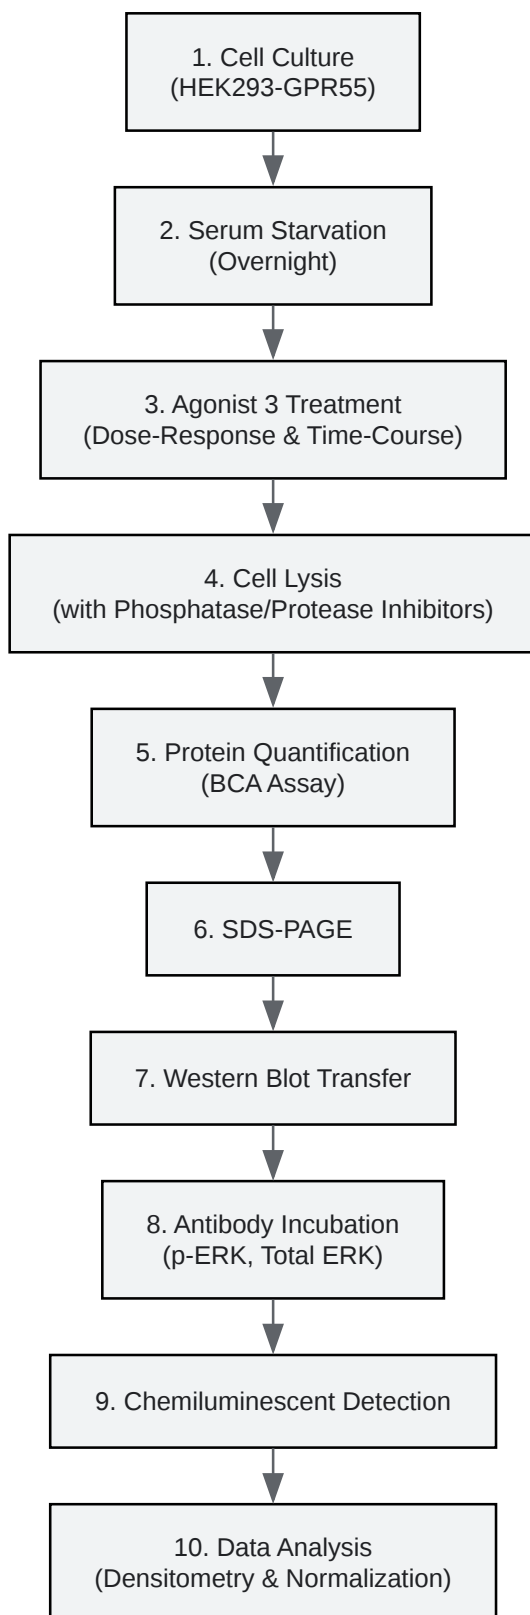 1. Cell Culture
(HEK293-GPR55)
2. Serum Starvation
(Overnight)
3. Agonist 3 Treatment
(Dose-Response & Time-Course)
4. Cell Lysis
(with Phosphatase/Protease Inhibitors)
5. Protein Quantification
(BCA Assay)
6. SDS-PAGE
7. Western Blot Transfer
8. Antibody Incubation
(p-ERK, Total ERK)
9. Chemiluminescent Detection
10. Data Analysis
(Densitometry & Normalization)